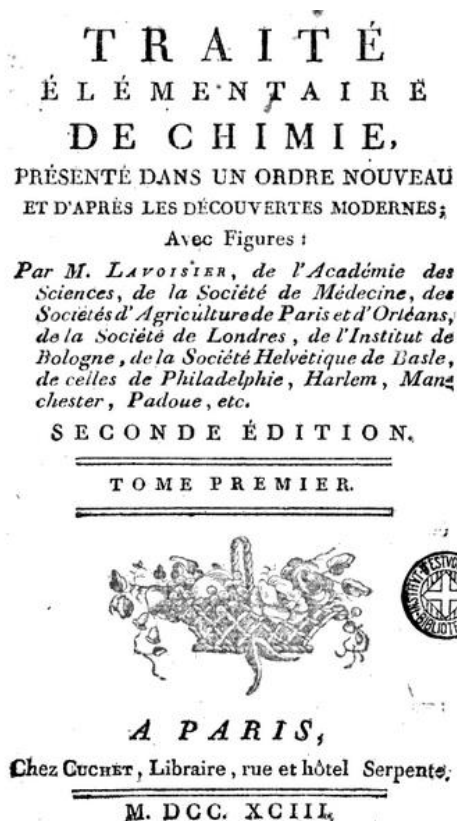 TRAITÉ
ÉLÉMENTAIRE
DE CHIMIE,
PRÉSENTÉ DANS UN ORDRE NOUVEAU
ET D'APRÈS LES DÉCOUVERTES MODERNES;
Avec Figures :
Par M. LAVOISIER, de l'Académie des
Sciences, de la Société de Médecine, des
Sociétés d'Agriculture de Paris et d'Orléans,
de la Société de Londres, de l'Institut de
Bologne, de la Société Helvétique de Basle,
de celles de Philadelphie, Harlem, Man-
chester, Padoue, etc.
SECONDE ÉDITION.
TOME PREMIER.
A PARIS,
Chez CUCHET, Libraire, rue et hôtel Serpente.
M. DCC. XCIII.